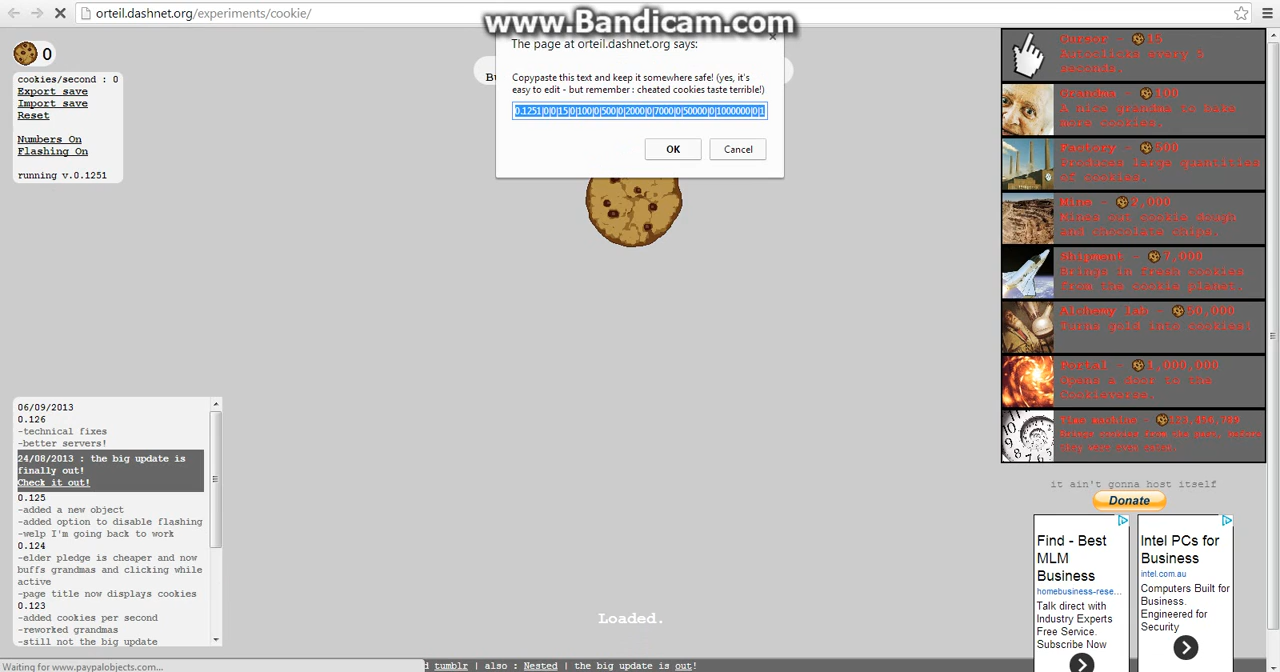 orteil.dashnet.org/experiments/cookie/
www.Bandicam.com
0
cookies/second : 0
Export save
Import save
Reset
Numbers On
Flashing On
running v.0.1251
The page at orteil.dashnet.org says:
Copypaste this text and keep it somewhere safe! (yes, it's
easy to edit - but remember : cheated cookies taste terrible!)
0.1251|0|0|15|0|100|0|500|0|2000|0|7000|0|50000|0|1000000|0|1
OK
Cancel
Cursor - 15
Autoclicks every 5
seconds.
Grandma - 100
A nice grandma to bake
more cookies.
Factory - 500
Produces large quantities
of cookies.
Mine - 2,000
Mines out cookie dough
and chocolate chips.
Shipment - 7,000
Brings in fresh cookies
from the cookie planet.
Alchemy lab - 50,000
Turns gold into cookies!
Portal - 1,000,000
Opens a door to the
Cookieverse.
Time machine - 123,456,789
Brings cookies from the past, before
they were even eaten.
it ain't gonna host itself
Donate
Find - Best
MLM
Business
homebusiness-rese...
Talk direct with
Industry Experts
Free Service.
Subscribe Now
Intel PCs for
Business
intel.com.au
Computers Built for
Business.
Engineered for
Security
06/09/2013
0.126
-technical fixes
-better servers!
24/08/2013 : the big update is
finally out!
Check it out!
0.125
-added a new object
-added option to disable flashing
-welp I'm going back to work
0.124
-elder pledge is cheaper and now
buffs grandmas and clicking while
active
-page title now displays cookies
0.123
-added cookies per second
-reworked grandmas
-still not the big update
Loaded.
Waiting for www.paypalobjects.com...
tumblr | also : Nested | the big update is out!